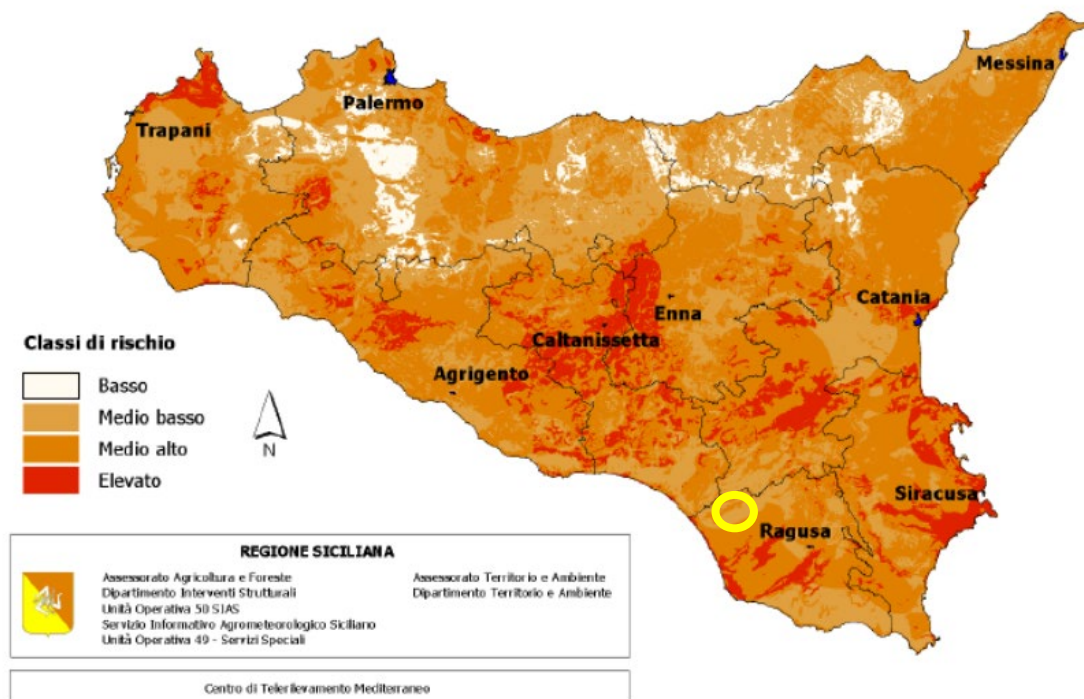 Messina
Palermo
Trapani
Catania
Enna
Caltanissetta
Agrigento
Siracusa
Ragusa
Classi di rischio
Basso
Medio basso
Medio alto
Elevato
N
REGIONE SICILIANA
Assessorato Agricoltura e Foreste
Dipartimento Interventi Strutturali
Unità Operativa 50 SIAS
Servizio Informativo Agrometeorologico Siciliano
Unità Operativa 49 - Servizi Speciali
Assessorato Territorio e Ambiente
Dipartimento Territorio e Ambiente
Centro di Telerilevamento Mediterraneo